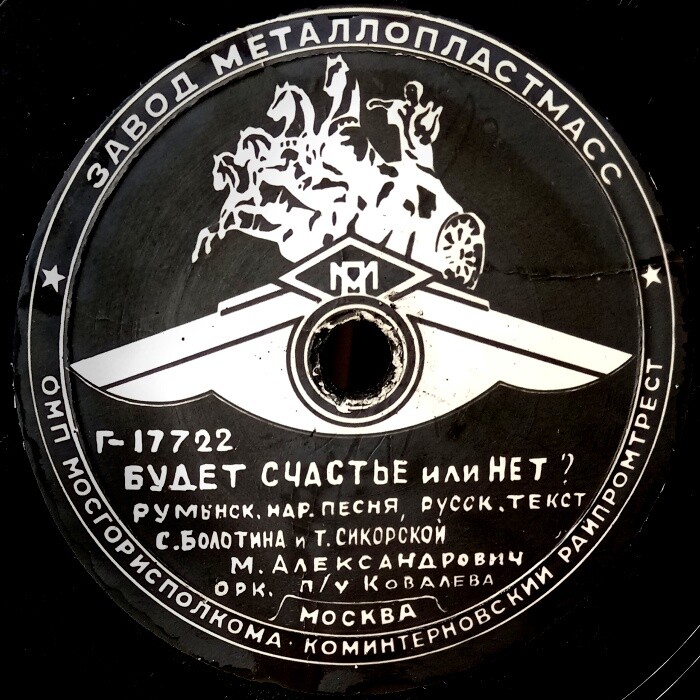 ЗАВОД МЕТАЛЛОПЛАСТМАСС
Г-17722
БУДЕТ СЧАСТЬЕ ИЛИ НЕТ?
РУМЫНСК. НАР. ПЕСНЯ, РУССК. ТЕКСТ
С. БОЛОТИНА И Т. СИКОРСКОЙ
М. АЛЕКСАНДРОВИЧ
ОРК. П/У КОВАЛЕВА
МОСКВА
ОМП МОСГОРИСПОЛКОМА · КОМИНТЕРНОВСКИЙ РАЙПРОМТРЕСТ